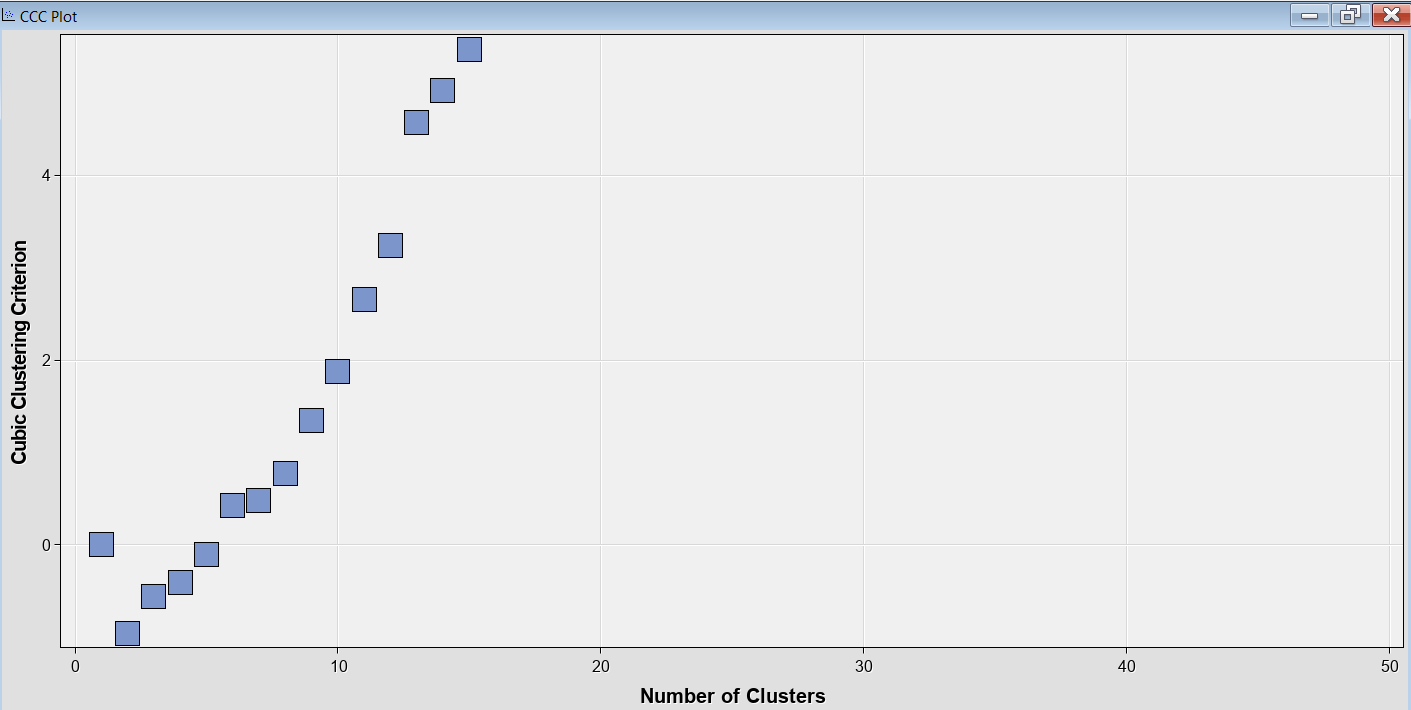 CCC Plot
4
2
0
Cubic Clustering Criterion
0 10 20 30 40 50
Number of Clusters